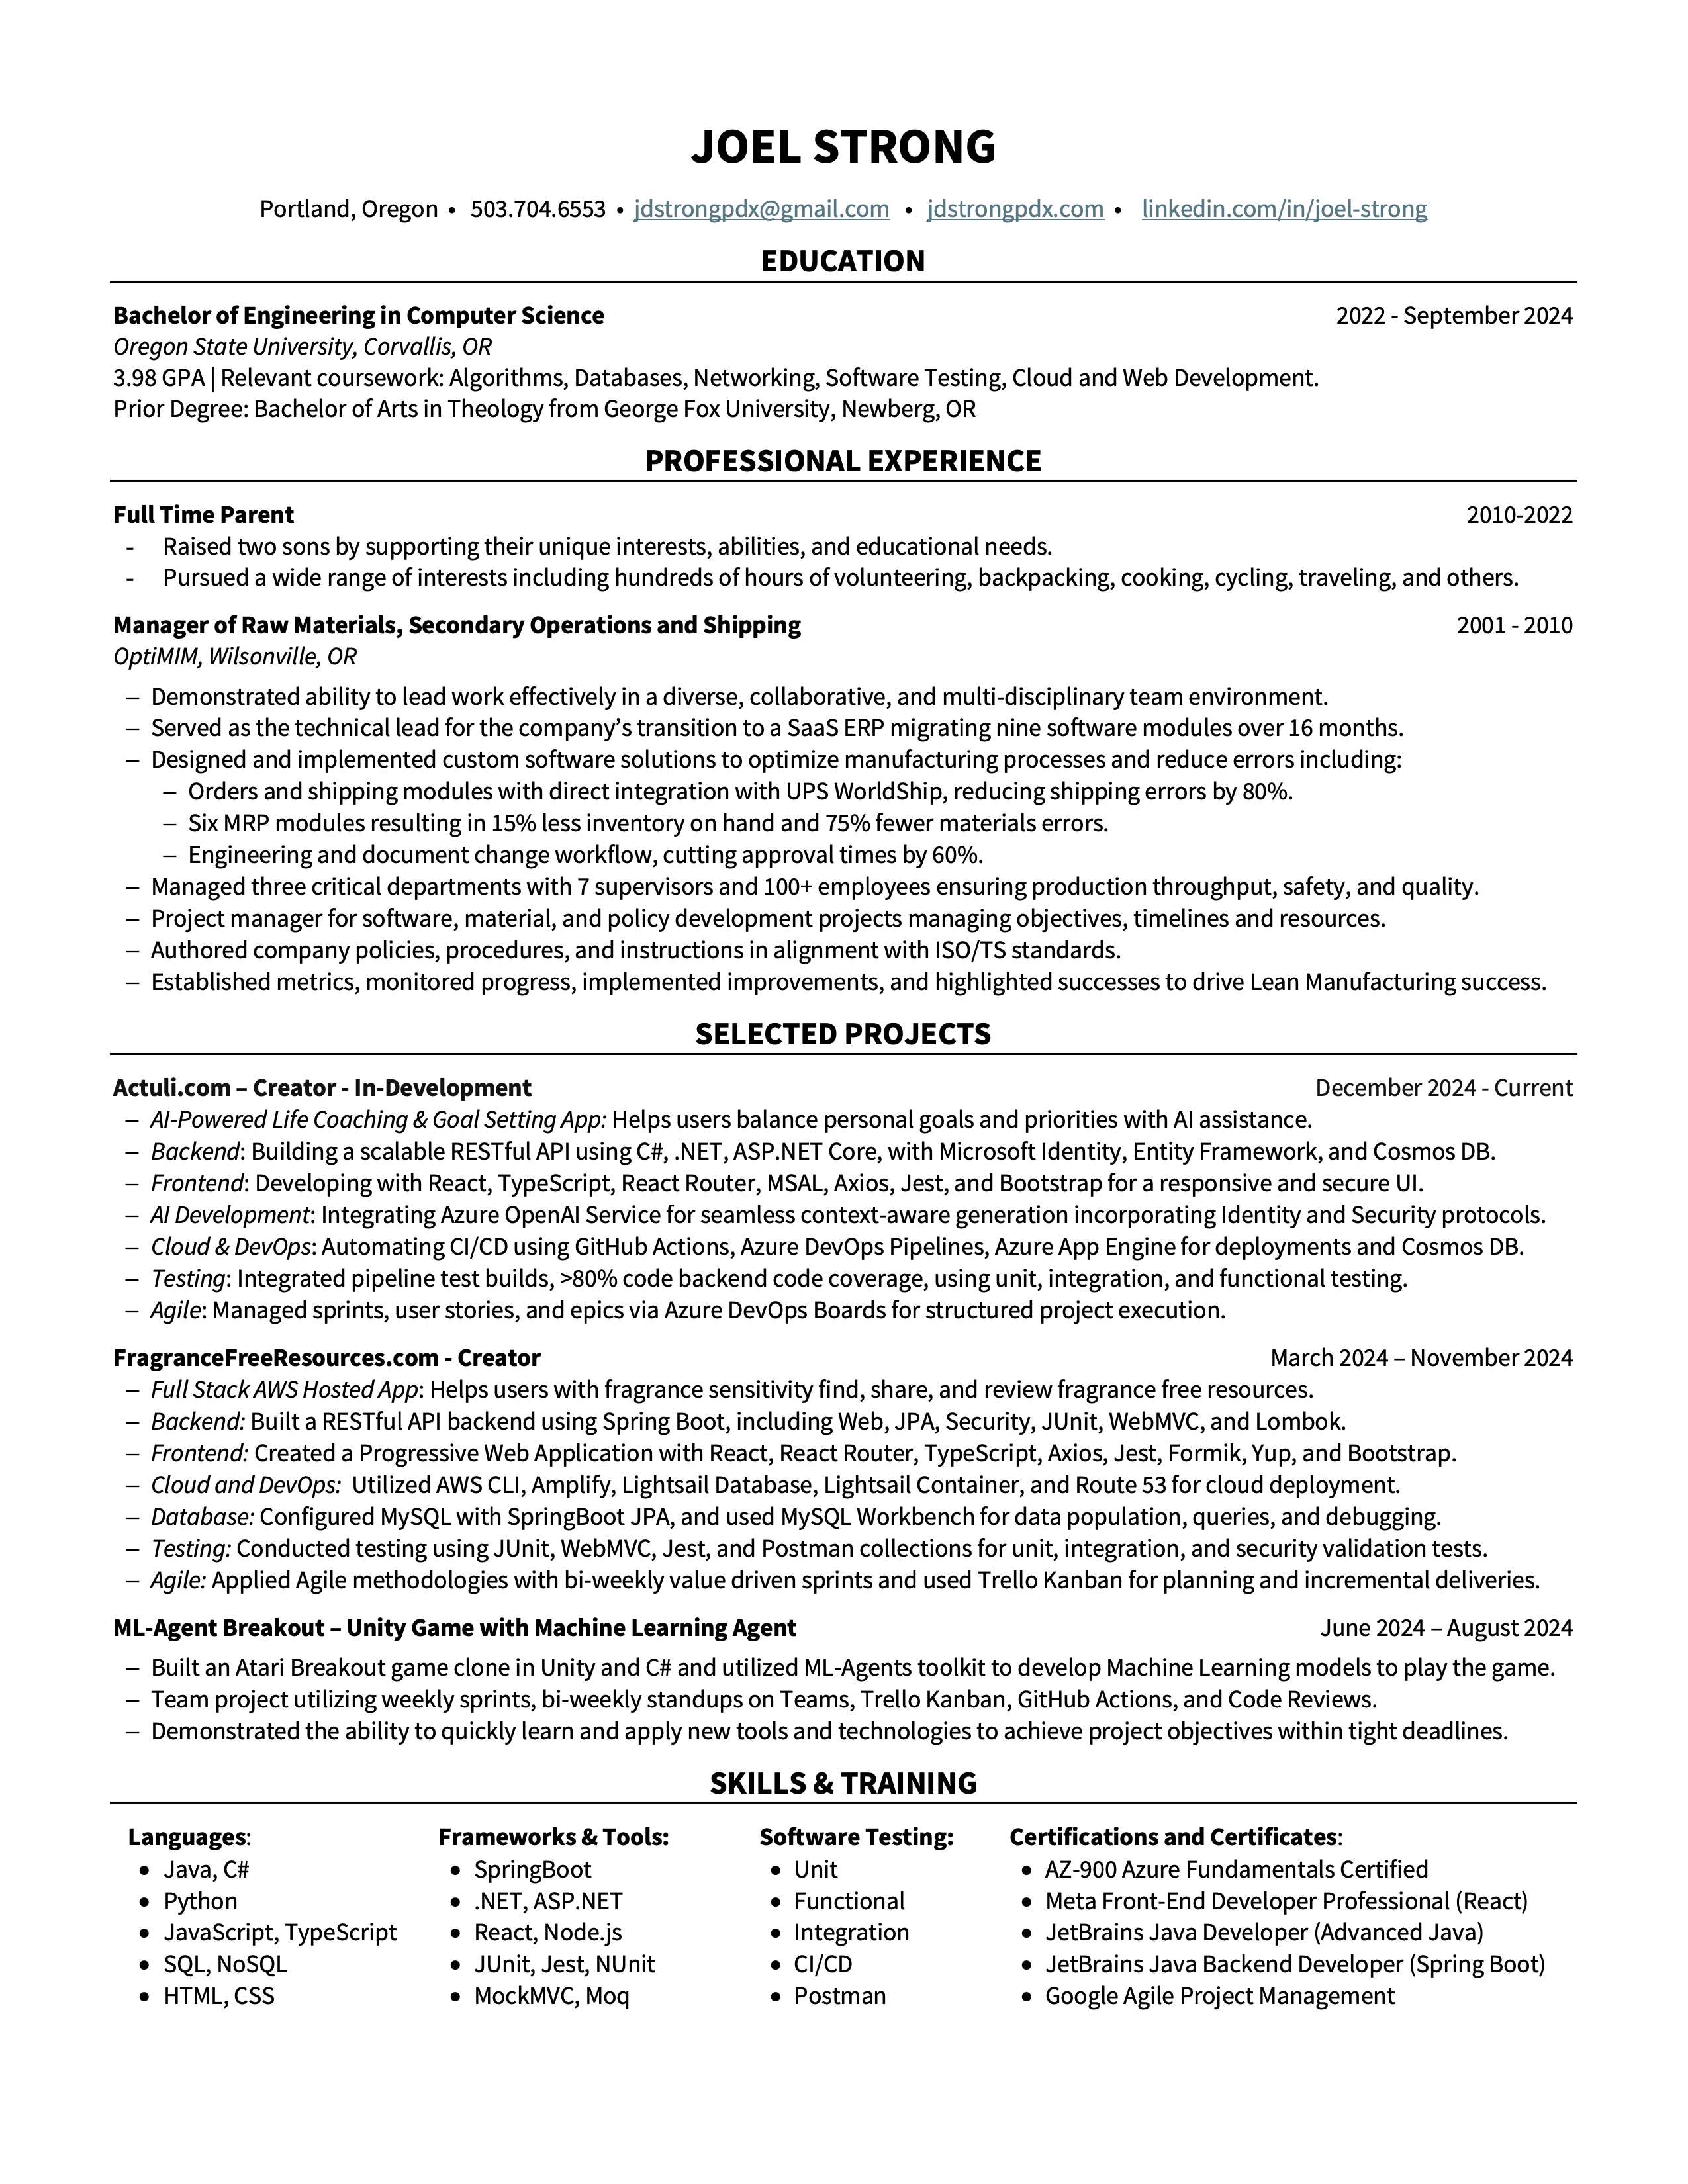 JOEL STRONG
Portland, Oregon • 503.704.6553 • jdstrongpdx@gmail.com • jdstrongpdx.com • linkedin.com/in/joel-strong
EDUCATION
Bachelor of Engineering in Computer Science 2022 - September 2024
Oregon State University, Corvallis, OR
3.98 GPA | Relevant coursework: Algorithms, Databases, Networking, Software Testing, Cloud and Web Development.
Prior Degree: Bachelor of Arts in Theology from George Fox University, Newberg, OR
PROFESSIONAL EXPERIENCE
Full Time Parent 2010-2022
- Raised two sons by supporting their unique interests, abilities, and educational needs.
- Pursued a wide range of interests including hundreds of hours of volunteering, backpacking, cooking, cycling, traveling, and others.
Manager of Raw Materials, Secondary Operations and Shipping 2001 - 2010
OptiMIM, Wilsonville, OR
– Demonstrated ability to lead work effectively in a diverse, collaborative, and multi-disciplinary team environment.
– Served as the technical lead for the company’s transition to a SaaS ERP migrating nine software modules over 16 months.
– Designed and implemented custom software solutions to optimize manufacturing processes and reduce errors including:
– Orders and shipping modules with direct integration with UPS WorldShip, reducing shipping errors by 80%.
– Six MRP modules resulting in 15% less inventory on hand and 75% fewer materials errors.
– Engineering and document change workflow, cutting approval times by 60%.
– Managed three critical departments with 7 supervisors and 100+ employees ensuring production throughput, safety, and quality.
– Project manager for software, material, and policy development projects managing objectives, timelines and resources.
– Authored company policies, procedures, and instructions in alignment with ISO/TS standards.
– Established metrics, monitored progress, implemented improvements, and highlighted successes to drive Lean Manufacturing success.
SELECTED PROJECTS
Actuli.com – Creator - In-Development December 2024 - Current
– AI-Powered Life Coaching & Goal Setting App: Helps users balance personal goals and priorities with AI assistance.
– Backend: Building a scalable RESTful API using C#, .NET, ASP.NET Core, with Microsoft Identity, Entity Framework, and Cosmos DB.
– Frontend: Developing with React, TypeScript, React Router, MSAL, Axios, Jest, and Bootstrap for a responsive and secure UI.
– AI Development: Integrating Azure OpenAI Service for seamless context-aware generation incorporating Identity and Security protocols.
– Cloud & DevOps: Automating CI/CD using GitHub Actions, Azure DevOps Pipelines, Azure App Engine for deployments and Cosmos DB.
– Testing: Integrated pipeline test builds, >80% code backend code coverage, using unit, integration, and functional testing.
– Agile: Managed sprints, user stories, and epics via Azure DevOps Boards for structured project execution.
FragranceFreeResources.com - Creator March 2024 – November 2024
– Full Stack AWS Hosted App: Helps users with fragrance sensitivity find, share, and review fragrance free resources.
– Backend: Built a RESTful API backend using Spring Boot, including Web, JPA, Security, JUnit, WebMVC, and Lombok.
– Frontend: Created a Progressive Web Application with React, React Router, TypeScript, Axios, Jest, Formik, Yup, and Bootstrap.
– Cloud and DevOps: Utilized AWS CLI, Amplify, Lightsail Database, Lightsail Container, and Route 53 for cloud deployment.
– Database: Configured MySQL with SpringBoot JPA, and used MySQL Workbench for data population, queries, and debugging.
– Testing: Conducted testing using JUnit, WebMVC, Jest, and Postman collections for unit, integration, and security validation tests.
– Agile: Applied Agile methodologies with bi-weekly value driven sprints and used Trello Kanban for planning and incremental deliveries.
ML-Agent Breakout – Unity Game with Machine Learning Agent June 2024 – August 2024
– Built an Atari Breakout game clone in Unity and C# and utilized ML-Agents toolkit to develop Machine Learning models to play the game.
– Team project utilizing weekly sprints, bi-weekly standups on Teams, Trello Kanban, GitHub Actions, and Code Reviews.
– Demonstrated the ability to quickly learn and apply new tools and technologies to achieve project objectives within tight deadlines.
SKILLS & TRAINING
Languages:
• Java, C#
• Python
• JavaScript, TypeScript
• SQL, NoSQL
• HTML, CSS
Frameworks & Tools:
• SpringBoot
• .NET, ASP.NET
• React, Node.js
• JUnit, Jest, NUnit
• MockMVC, Moq
Software Testing:
• Unit
• Functional
• Integration
• CI/CD
• Postman
Certifications and Certificates:
• AZ-900 Azure Fundamentals Certified
• Meta Front-End Developer Professional (React)
• JetBrains Java Developer (Advanced Java)
• JetBrains Java Backend Developer (Spring Boot)
• Google Agile Project Management